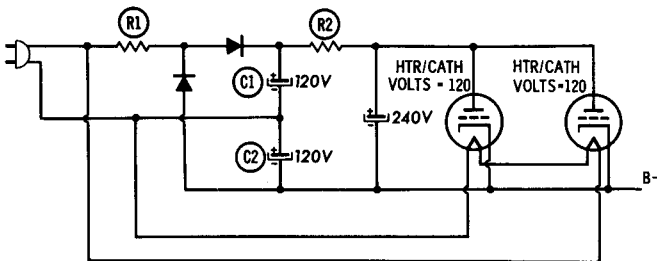 R1
R2
HTR/CATH
VOLTS = 120
HTR/CATH
VOLTS=120
C1
+
-
120V
+
-
240V
C2
+
-
120V
B-